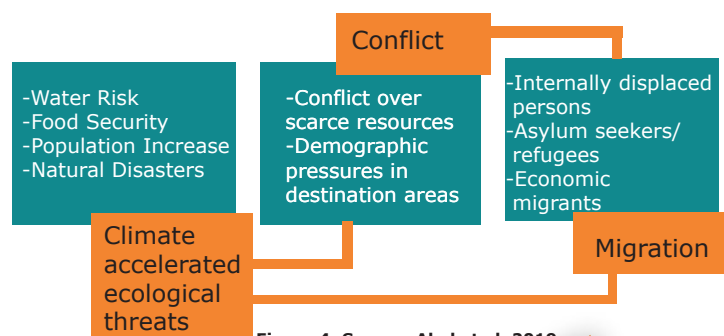 Conflict
-Water Risk
-Food Security
-Population Increase
-Natural Disasters
-Conflict over
scarce resources
-Demographic
pressures in
destination areas
-Internally displaced
persons
-Asylum seekers/
refugees
-Economic
migrants
Climate
accelerated
ecological
threats
Migration